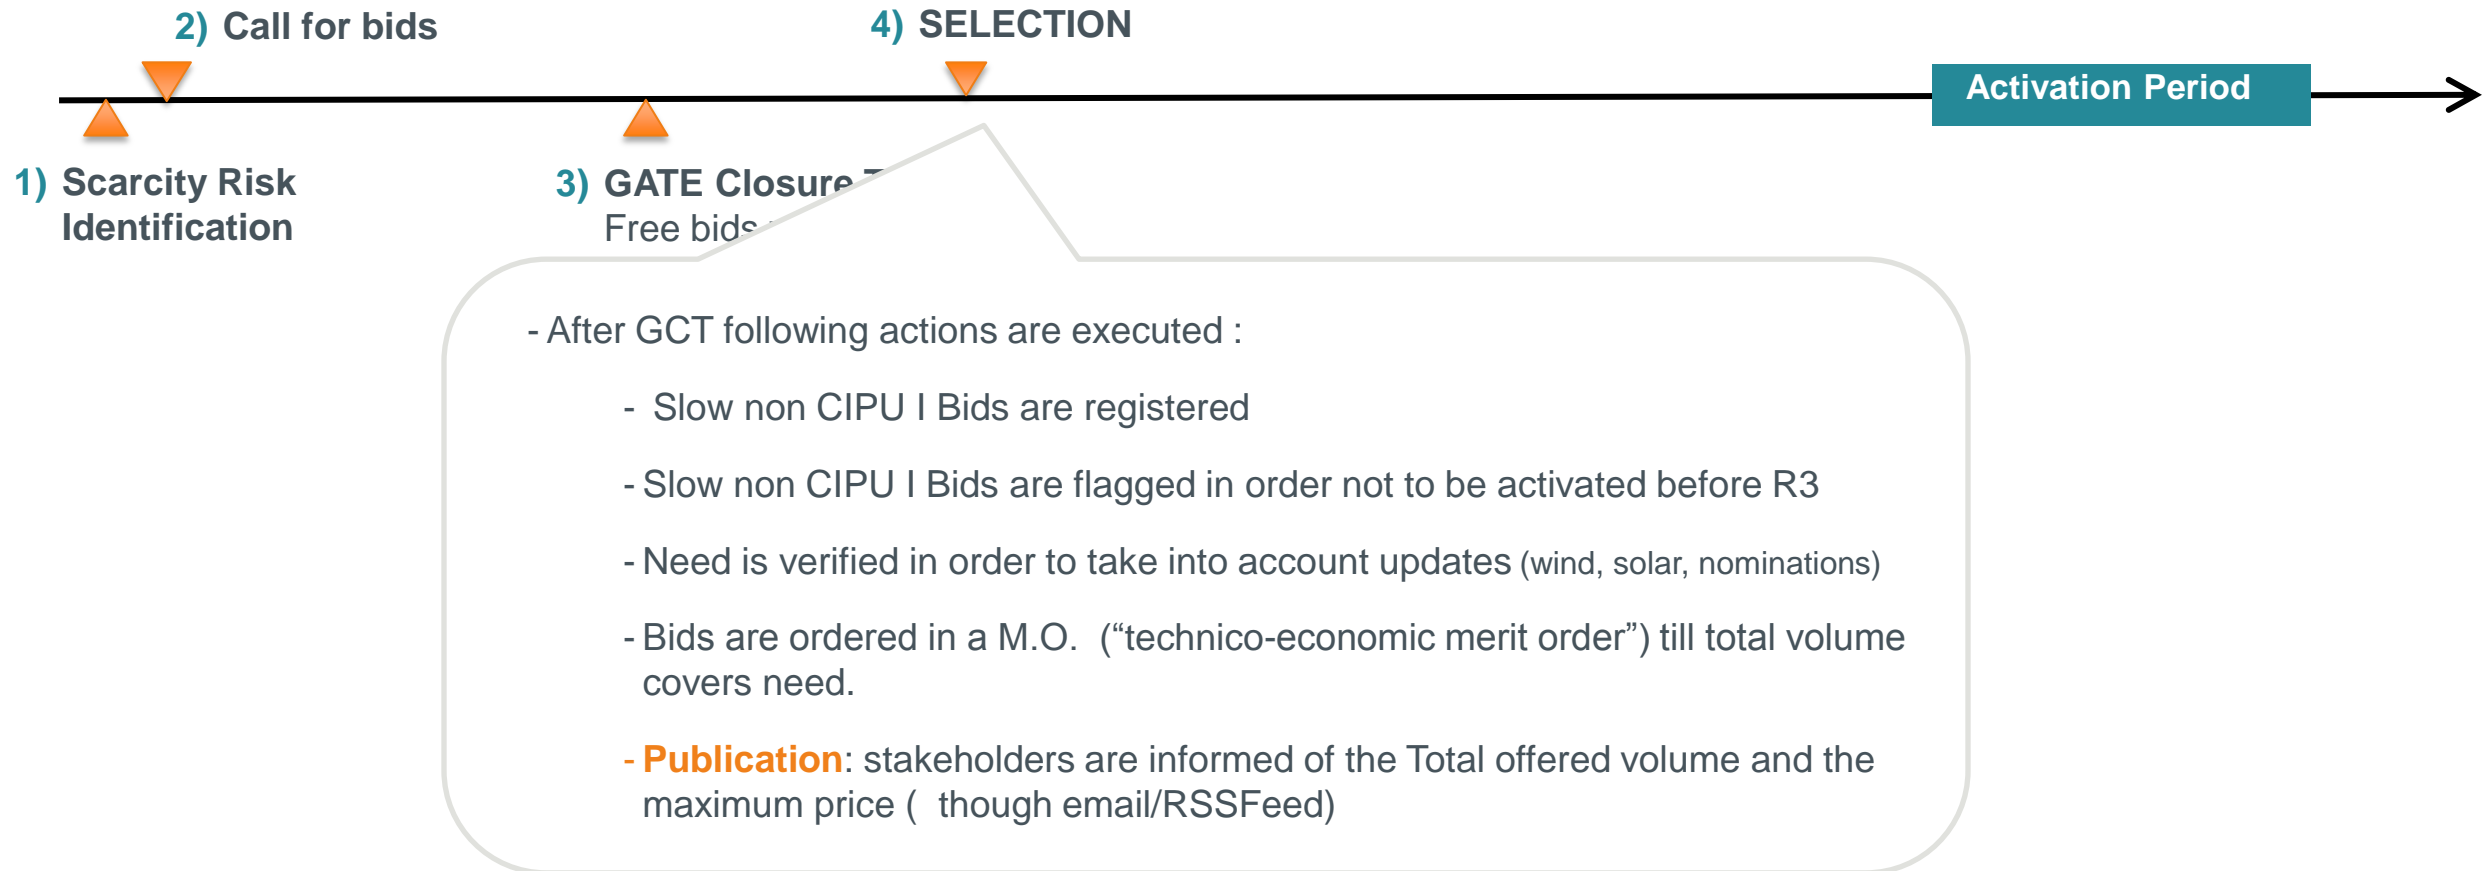 2) Call for bids
4) SELECTION
Activation Period
1) Scarcity Risk
Identification
3) GATE Closure
Free bids
- After GCT following actions are executed :
- Slow non CIPU I Bids are registered
- Slow non CIPU I Bids are flagged in order not to be activated before R3
- Need is verified in order to take into account updates (wind, solar, nominations)
- Bids are ordered in a M.O. (“technico-economic merit order”) till total volume
covers need.
- Publication: stakeholders are informed of the Total offered volume and the
maximum price ( though email/RSSFeed)